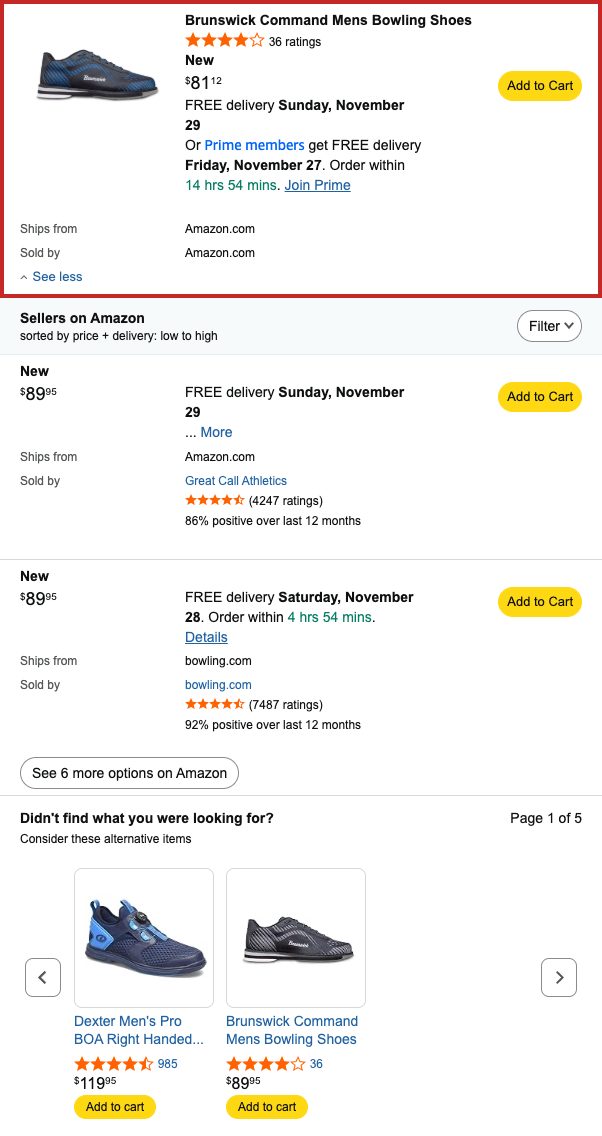 Brunswick Command Mens Bowling Shoes
36 ratings
New
$81.12
FREE delivery Sunday, November
29
Or Prime members get FREE delivery
Friday, November 27. Order within
14 hrs 54 mins. Join Prime
Add to Cart
Brunswick
Ships from Amazon.com
Sold by Amazon.com
See less
Sellers on Amazon
sorted by price + delivery: low to high
Filter
New
$89.95
FREE delivery Sunday, November
29
... More
Add to Cart
Ships from Amazon.com
Sold by Great Call Athletics
(4247 ratings)
86% positive over last 12 months
New
$89.95
FREE delivery Saturday, November
28. Order within 4 hrs 54 mins.
Details
Add to Cart
Ships from bowling.com
Sold by bowling.com
(7487 ratings)
92% positive over last 12 months
See 6 more options on Amazon
Didn't find what you were looking for? Page 1 of 5
Consider these alternative items
Dexter Men's Pro
BOA Right Handed...
985
$119.95
Add to cart
Brunswick
Brunswick Command
Mens Bowling Shoes
36
$89.95
Add to cart